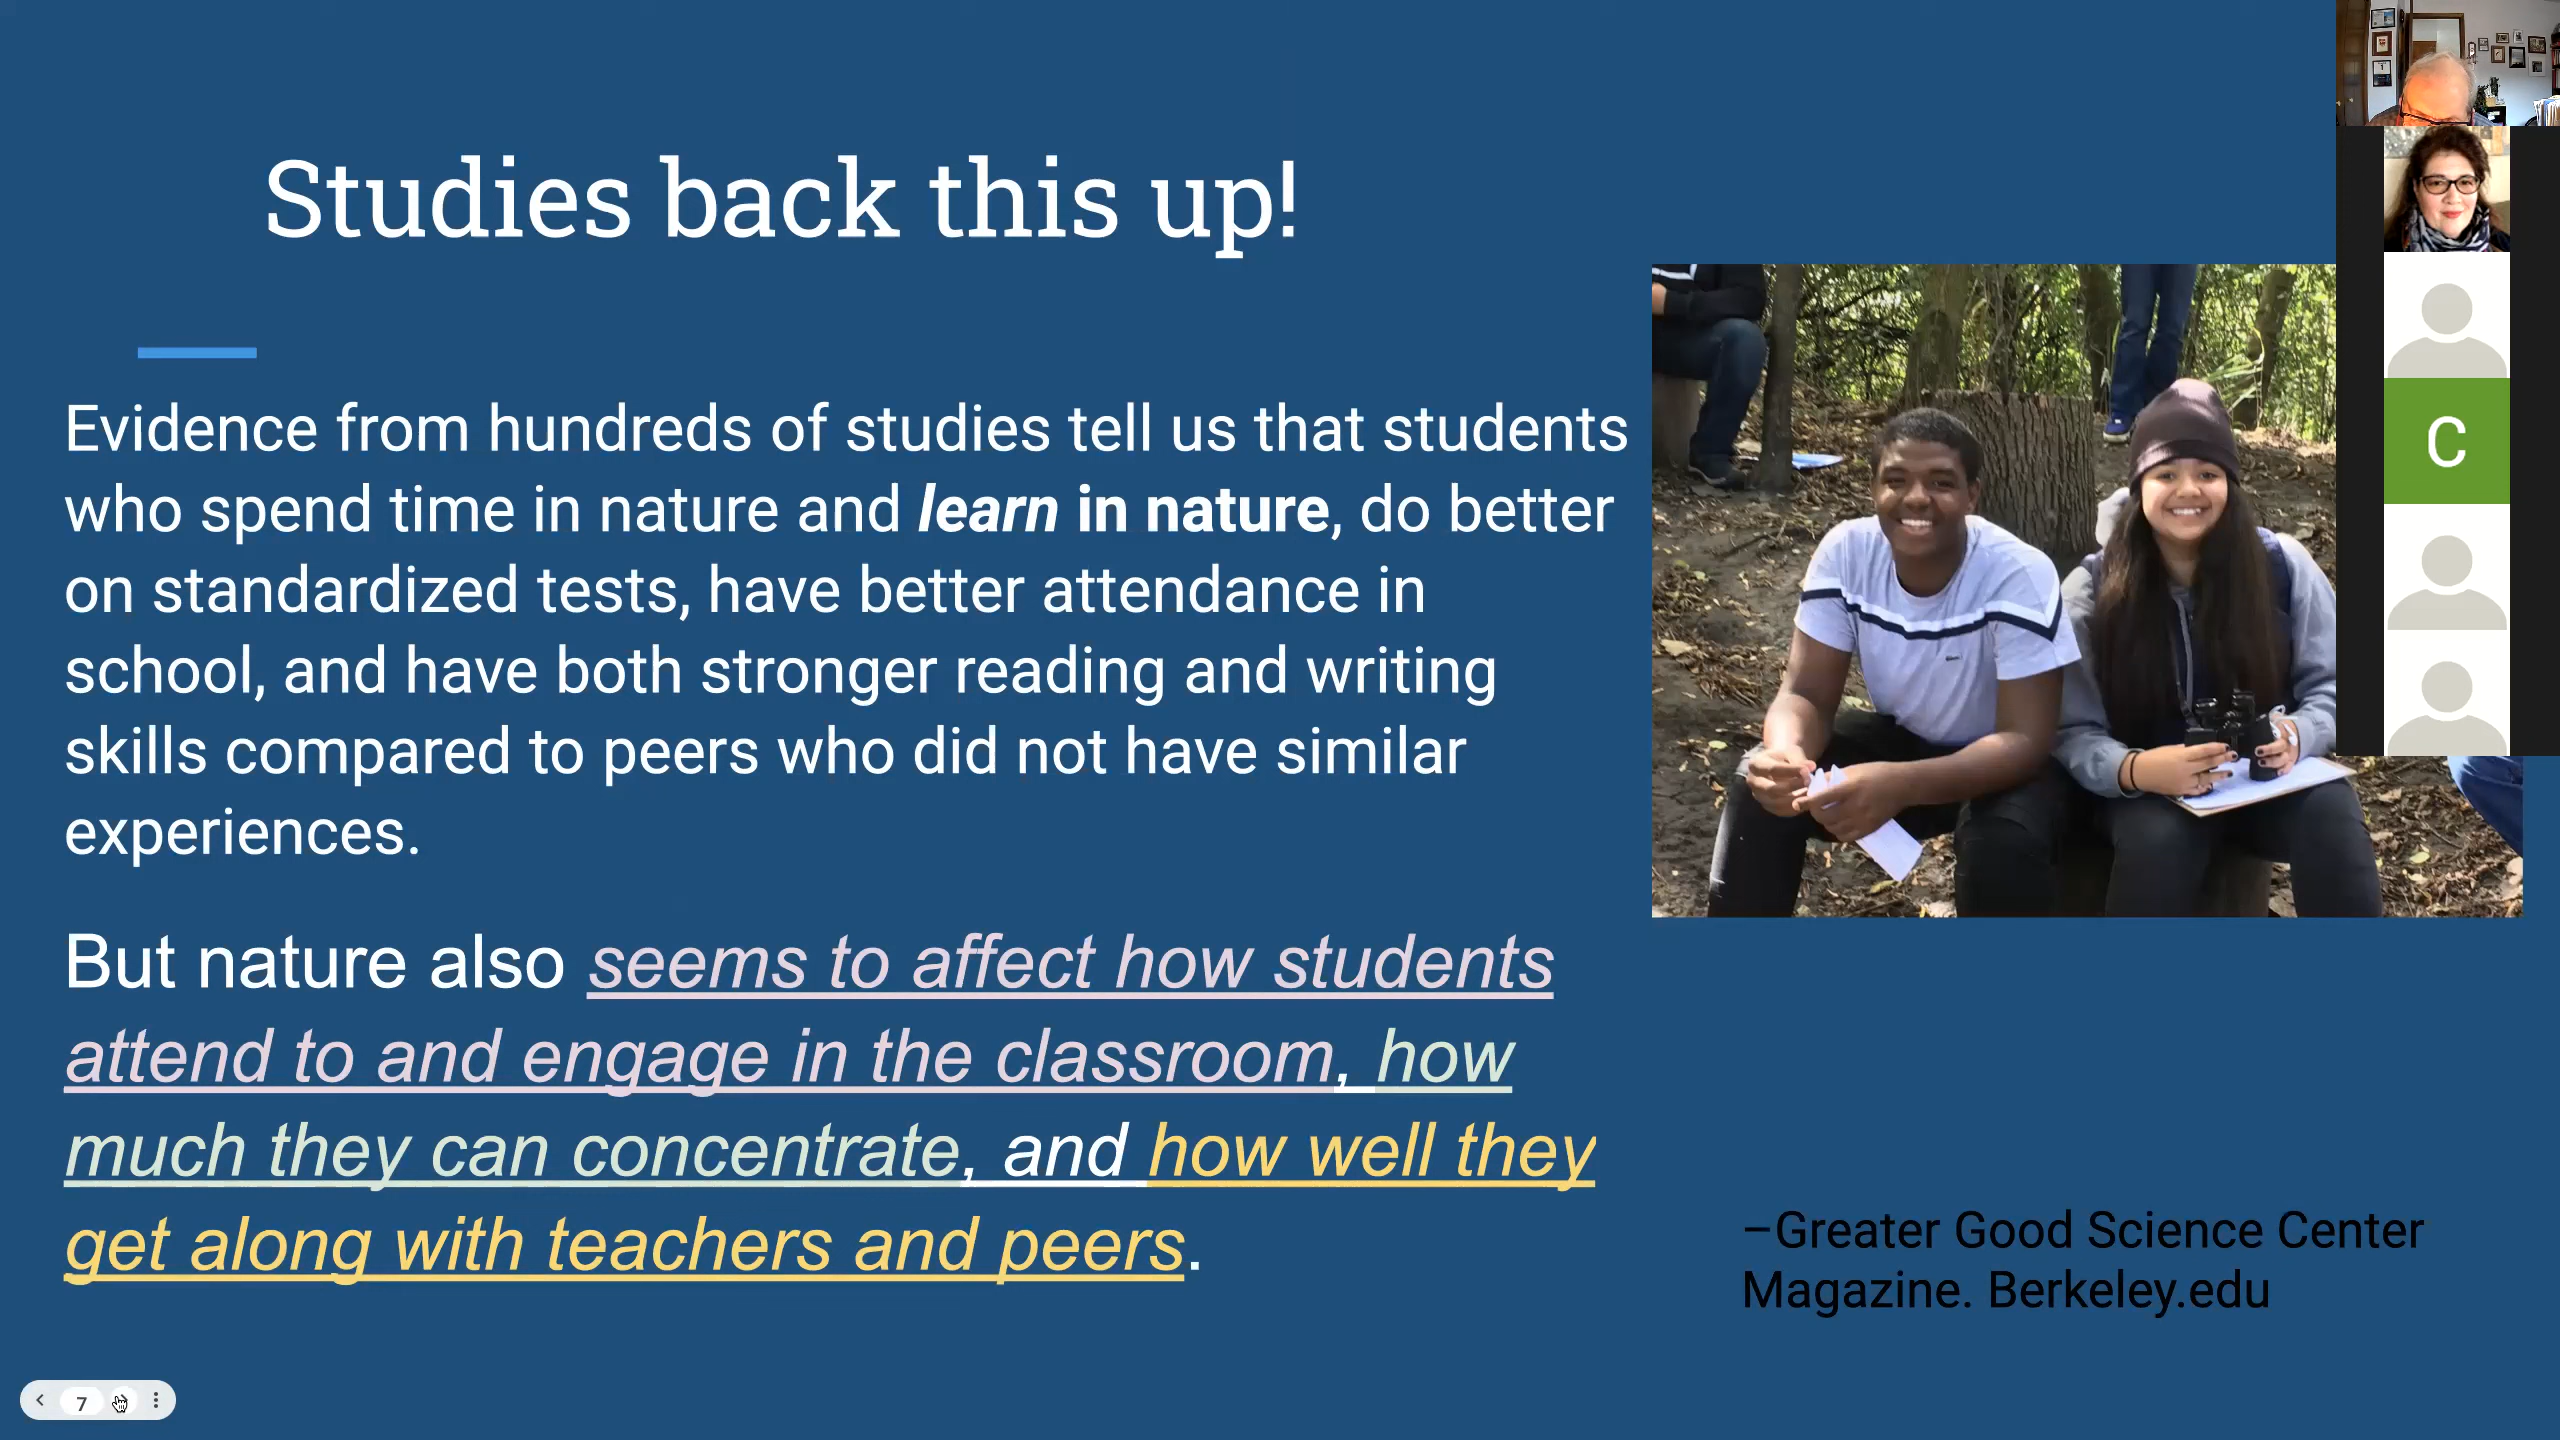 Studies back this up!
Evidence from hundreds of studies tell us that students
who spend time in nature and learn in nature, do better
on standardized tests, have better attendance in
school, and have both stronger reading and writing
skills compared to peers who did not have similar
experiences.
But nature also seems to affect how students
attend to and engage in the classroom, how
much they can concentrate, and how well they
get along with teachers and peers.
C
–Greater Good Science Center
Magazine. Berkeley.edu
7